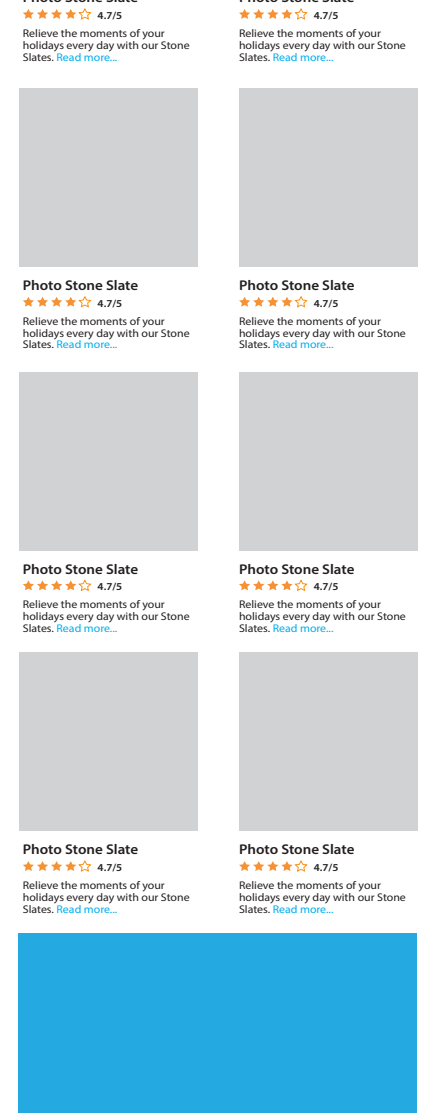 Photo Stone Slate
4.7/5
Relieve the moments of your
holidays every day with our Stone
Slates. Read more...
Photo Stone Slate
4.7/5
Relieve the moments of your
holidays every day with our Stone
Slates. Read more...
Photo Stone Slate
4.7/5
Relieve the moments of your
holidays every day with our Stone
Slates. Read more...
Photo Stone Slate
4.7/5
Relieve the moments of your
holidays every day with our Stone
Slates. Read more...
Photo Stone Slate
4.7/5
Relieve the moments of your
holidays every day with our Stone
Slates. Read more...
Photo Stone Slate
4.7/5
Relieve the moments of your
holidays every day with our Stone
Slates. Read more...
Photo Stone Slate
4.7/5
Relieve the moments of your
holidays every day with our Stone
Slates. Read more...
Photo Stone Slate
4.7/5
Relieve the moments of your
holidays every day with our Stone
Slates. Read more...